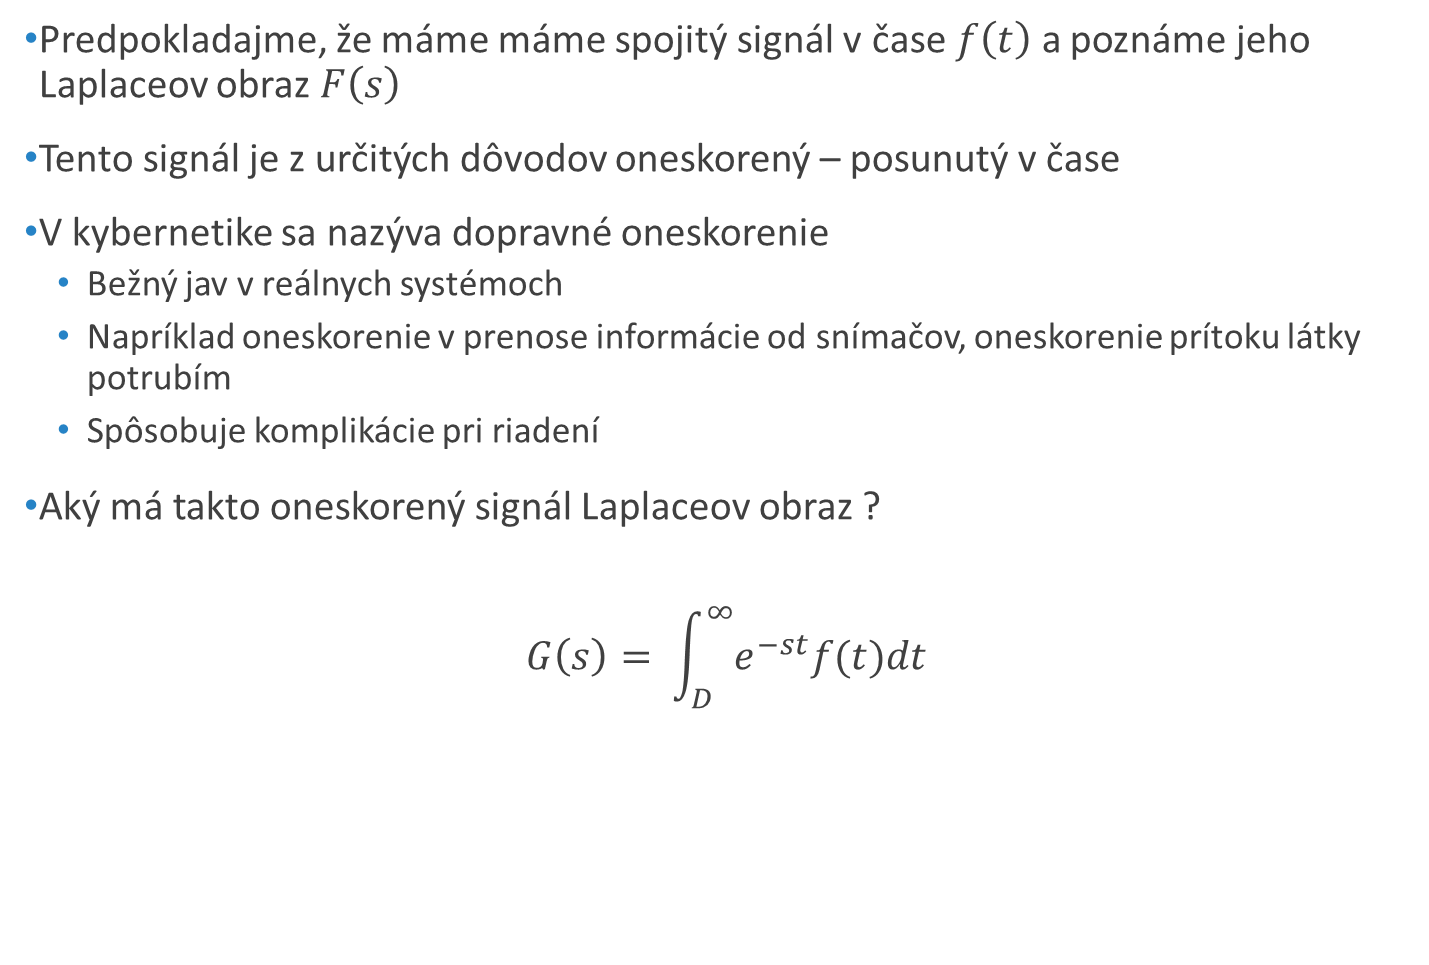 •Predpokladajme, že máme máme spojitý signál v čase f(t) a poznáme jeho
Laplaceov obraz F(s)
•Tento signál je z určitých dôvodov oneskorený – posunutý v čase
•V kybernetike sa nazýva dopravné oneskorenie
• Bežný jav v reálnych systémoch
• Napríklad oneskorenie v prenose informácie od snímačov, oneskorenie prítoku látky
potrubím
• Spôsobuje komplikácie pri riadení
•Aký má takto oneskorený signál Laplaceov obraz ?
G(s) = ∫_D^∞ e^{−st} f(t)dt